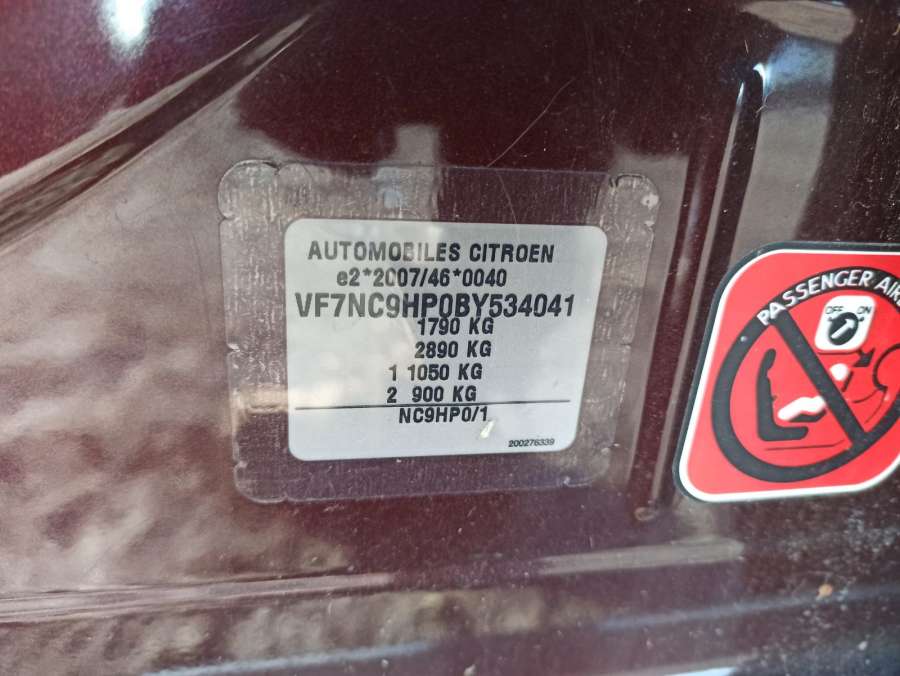 AUTOMOBILES CITROEN
e2*2007/46*0040
VF7NC9HP0BY534041
1790 KG
2890 KG
1 1050 KG
2 900 KG
NC9HP0/1
200276339
PASSENGER
OFF ON